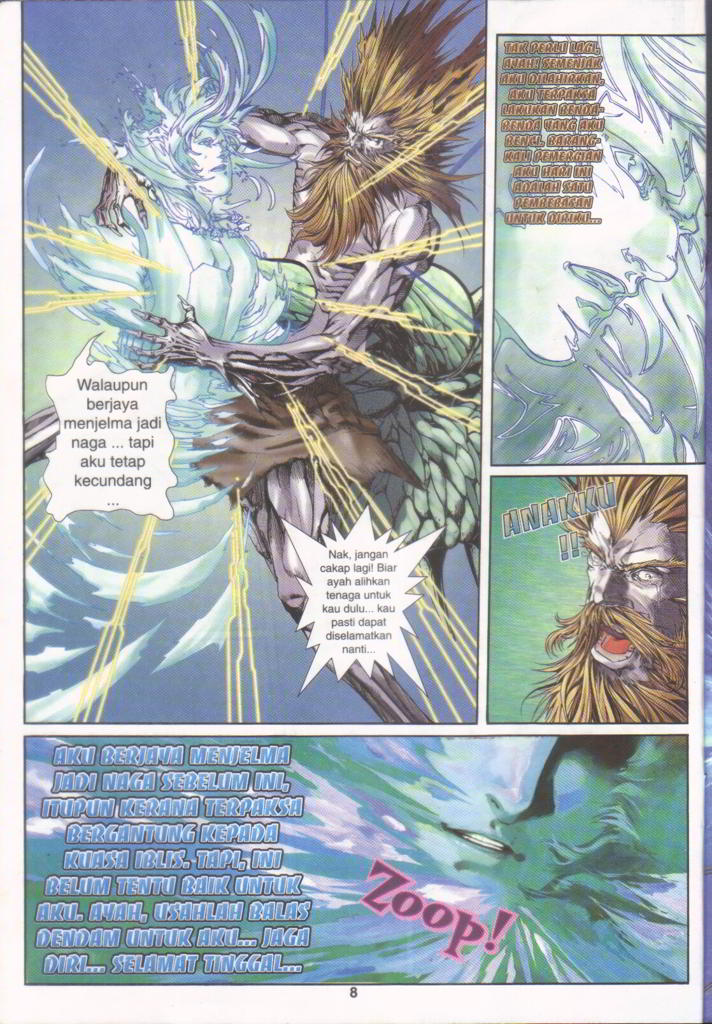 Walaupun
berjaya
menjelma jadi
naga ... tapi
aku tetap
kecundang
...
Nak, jangan
cakap lagi! Biar
ayah alihkan
tenaga untuk
kau dulu... kau
pasti dapat
diselamatkan
nanti...
TAK PERLU LAGI,
AYAH! SEMENJAK
AKU DILAHIRKAN,
AKU TERPAKSA
LAKUKAN BENDA-
BENDA YANG AKU
BENCI. BARANG-
KALI PEMERGIAN
AKU HARI INI
ADALAH SATU
PEMBEBASAN
UNTUK DIRIKU...
ANAKKU
!!
AKU BERJAYA MENJELMA
JADI NAGA SEBELUM INI,
ITUPUN KERANA TERPAKSA
BERGANTUNG KEPADA
KUASA IBLIS. TAPI, INI
BELUM TENTU BAIK UNTUK
AKU. AYAH, USAHLAH BALAS
DENDAM UNTUK AKU... JAGA
DIRI... SELAMAT TINGGAL...
Zoop!
8